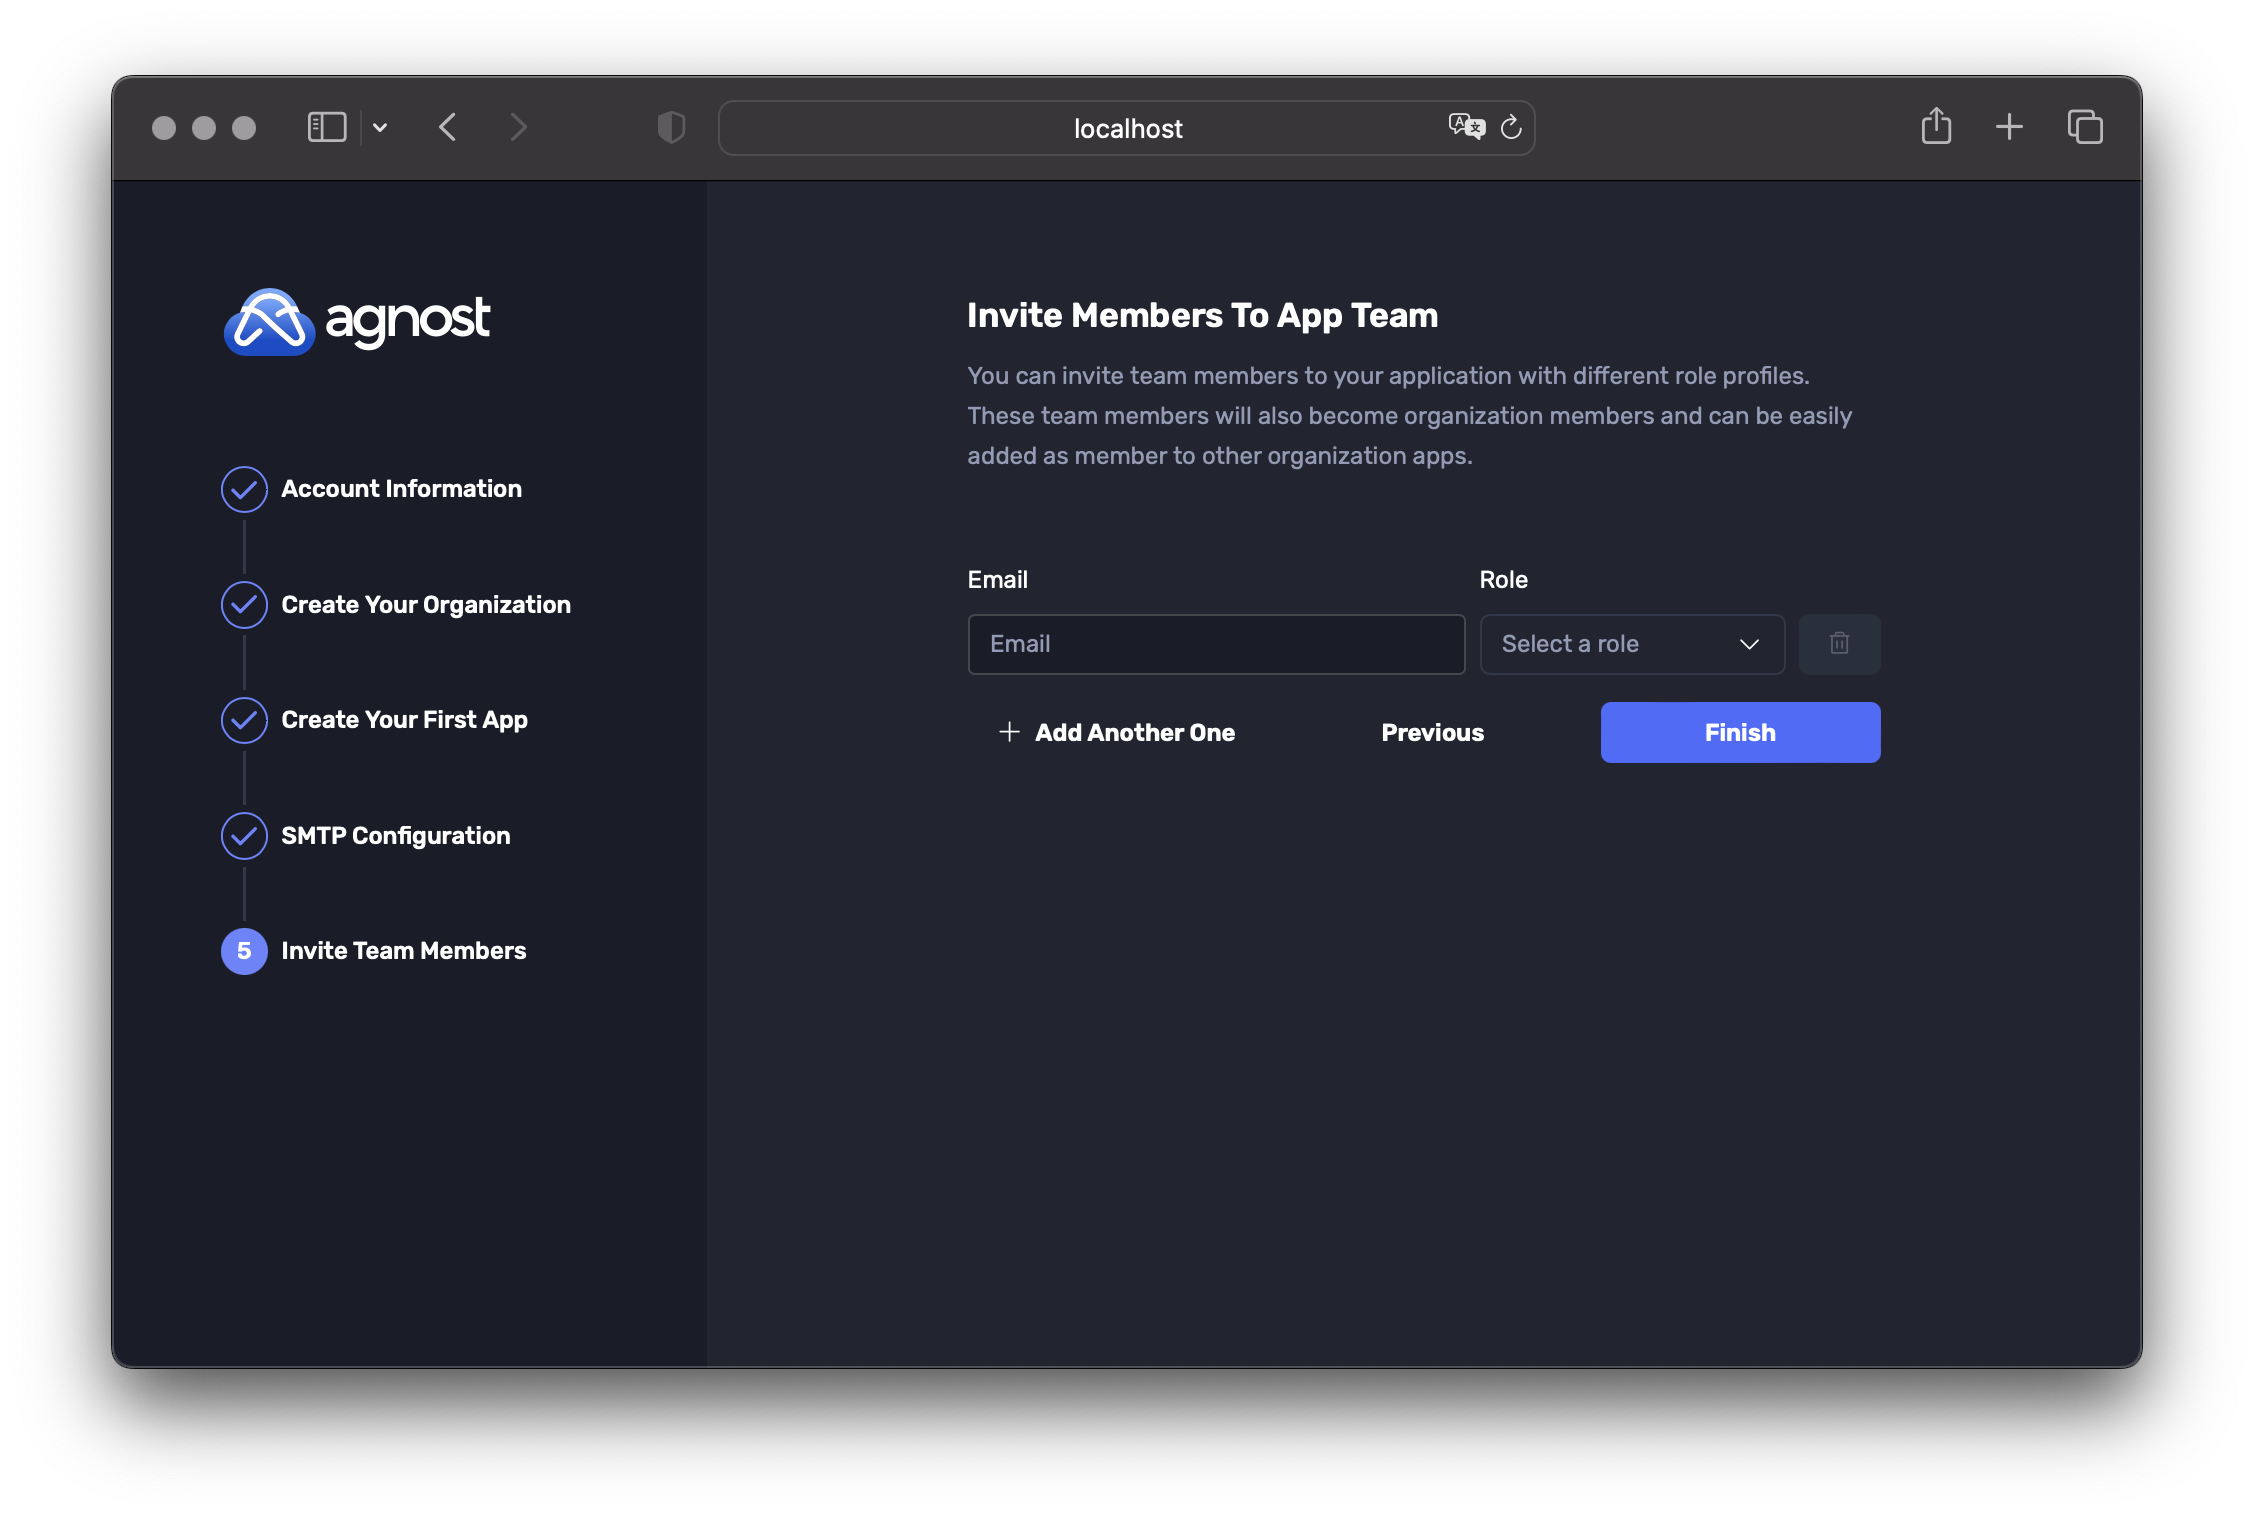 localhost
agnost
Account Information
Create Your Organization
Create Your First App
SMTP Configuration
5 Invite Team Members
Invite Members To App Team
You can invite team members to your application with different role profiles.
These team members will also become organization members and can be easily
added as member to other organization apps.
Email Role
Email Select a role
Add Another One Previous Finish